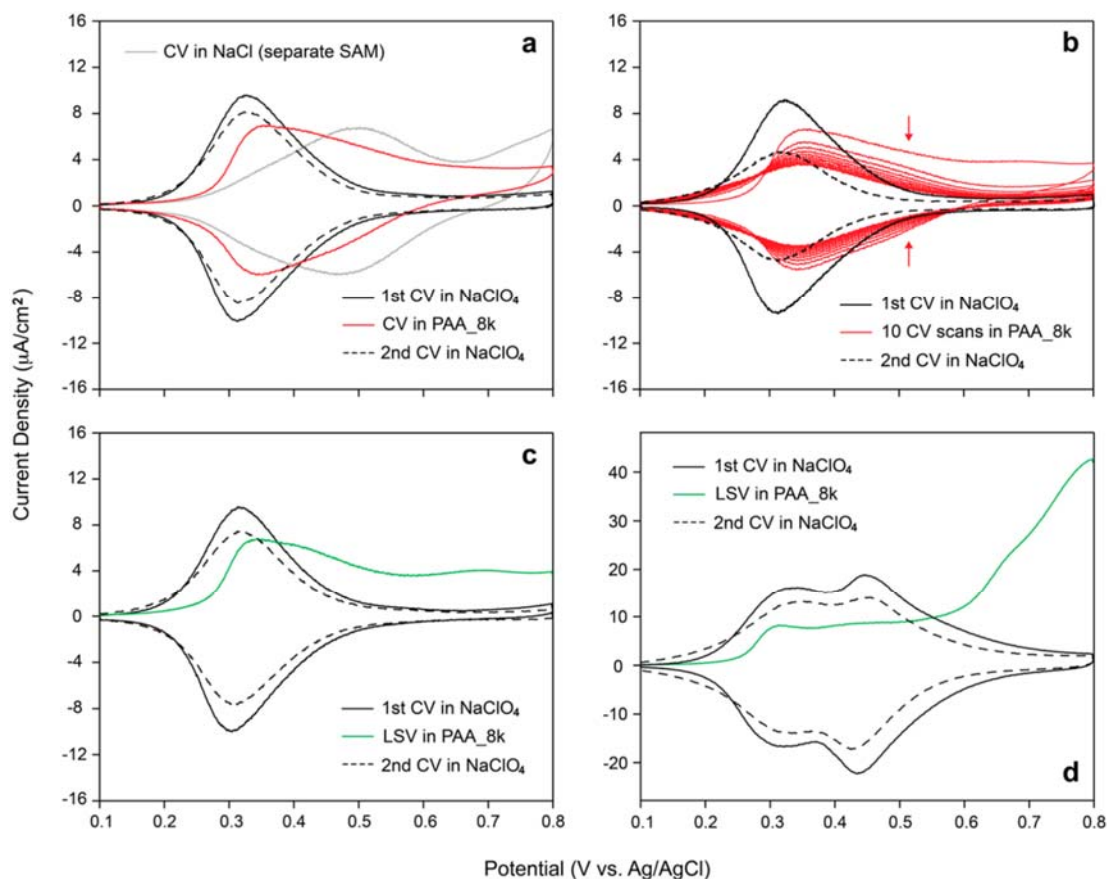 16
12
8
4
0
-4
-8
-12
-16
CV in NaCl (separate SAM)
a
1st CV in NaClO₄
CV in PAA_8k
2nd CV in NaClO₄
16
12
8
4
0
-4
-8
-12
-16
b
1st CV in NaClO₄
10 CV scans in PAA_8k
2nd CV in NaClO₄
Current Density (μA/cm²)
16
12
8
4
0
-4
-8
-12
-16
c
1st CV in NaClO₄
LSV in PAA_8k
2nd CV in NaClO₄
0.1 0.2 0.3 0.4 0.5 0.6 0.7 0.8
40
30
20
10
0
-10
-20
1st CV in NaClO₄
LSV in PAA_8k
2nd CV in NaClO₄
d
0.1 0.2 0.3 0.4 0.5 0.6 0.7 0.8
Potential (V vs. Ag/AgCl)